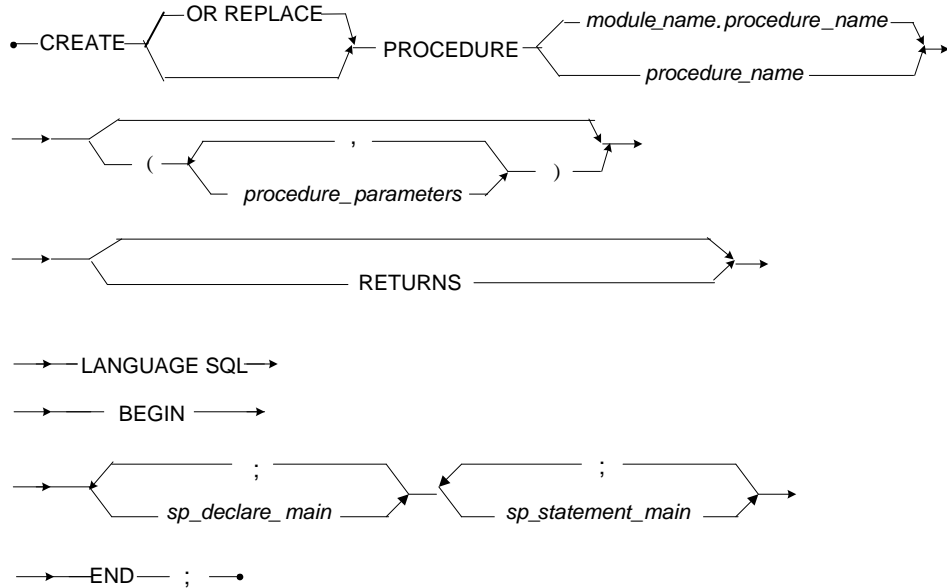 OR REPLACE
CREATE PROCEDURE module_name.procedure_name
procedure_name
,
( procedure_parameters )
RETURNS
LANGUAGE SQL
BEGIN
; ;
sp_declare_main sp_statement_main
END ;